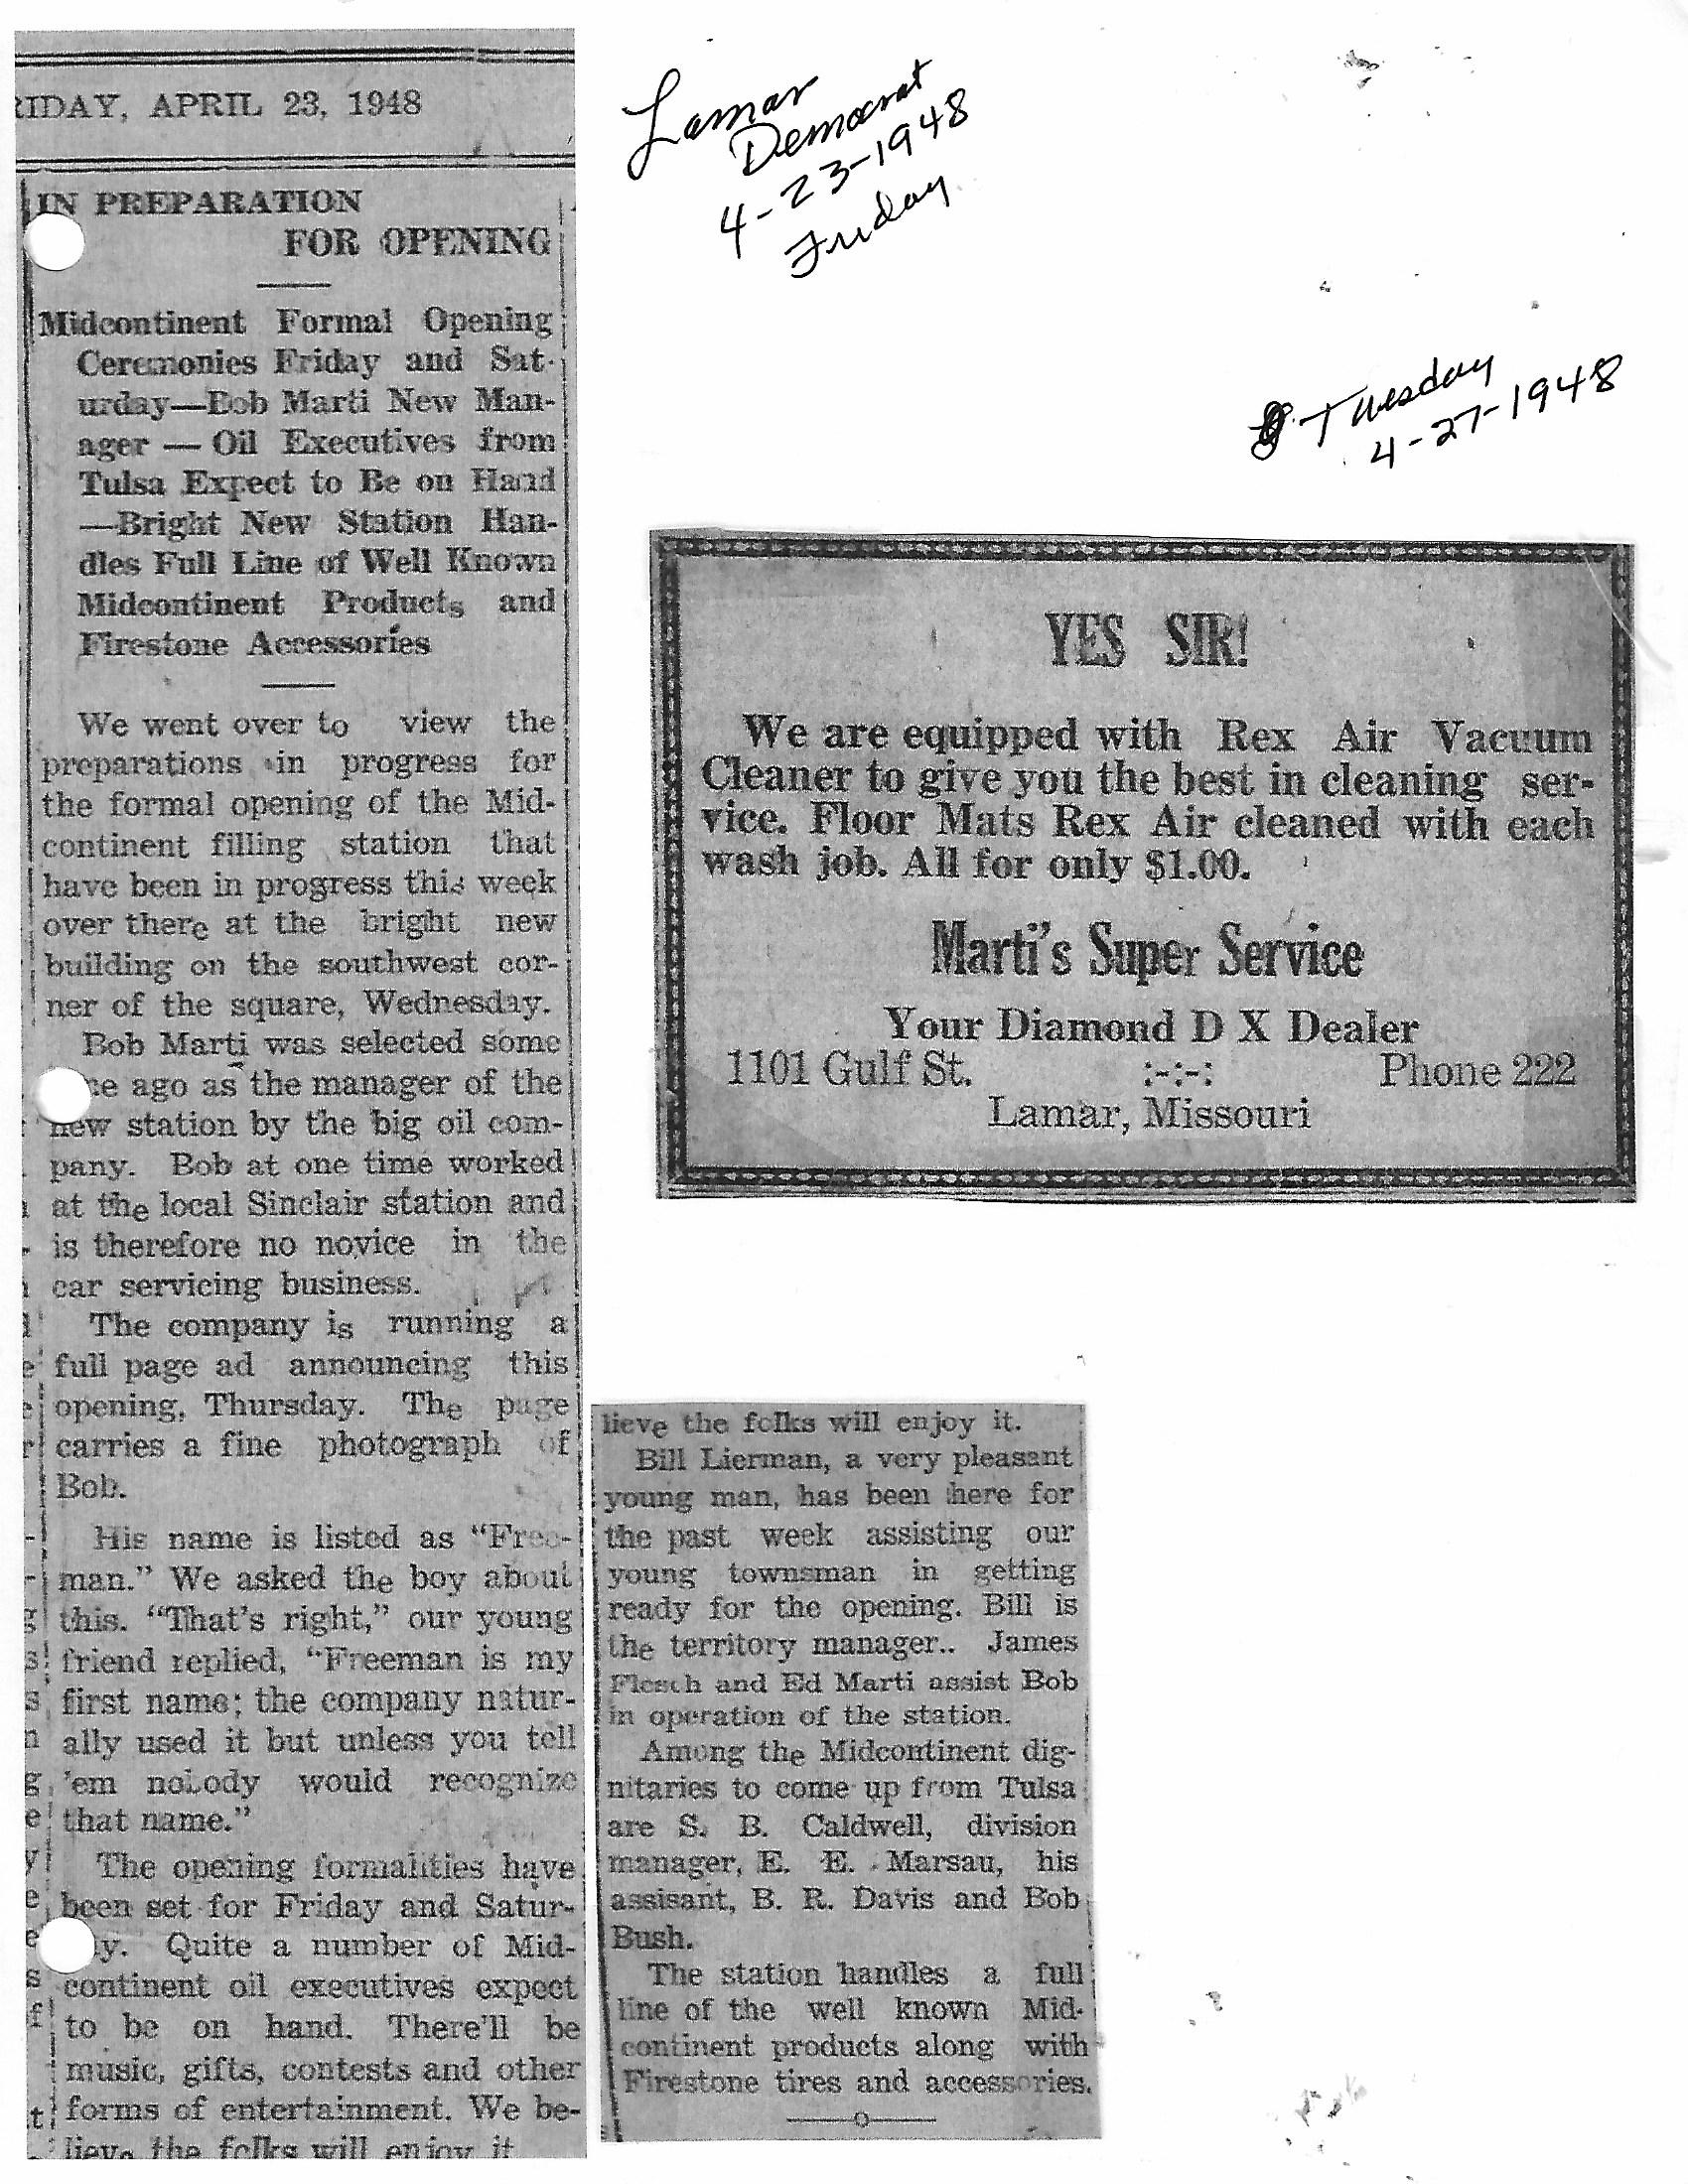 RIDAY, APRIL 23, 1948
IN PREPARATION
FOR OPENING
Midcontinent Formal Opening
Ceremonies Friday and Sat-
urday—Bob Marti New Man-
ager — Oil Executives from
Tulsa Expect to Be on Hand
—Bright New Station Han-
dles Full Line of Well Known
Midcontinent Products and
Firestone Accessories
We went over to view the
preparations in progress for
the formal opening of the Mid-
continent filling station that
have been in progress this week
over there at the bright new
building on the southwest cor-
ner of the square, Wednesday.
Bob Marti was selected some
ago as the manager of the
new station by the big oil com-
pany. Bob at one time worked
at the local Sinclair station and
is therefore no novice in the
car servicing business.
The company is running a
full page ad announcing this
opening, Thursday. The page
carries a fine photograph of
Bob.
His name is listed as “Free-
man.” We asked the boy about
this. “That's right,” our young
friend replied, “Freeman is my
first name; the company natur-
ally used it but unless you tell
'em nobody would recognize
that name.”
The opening formalities have
been set for Friday and Satur-
y. Quite a number of Mid-
continent oil executives expect
to be on hand. There'll be
music, gifts, contests and other
forms of entertainment. We be-
lieve the folks will enjoy it
lieve the folks will enjoy it.
Bill Lierman, a very pleasant
young man, has been here for
the past week assisting our
young townsman in getting
ready for the opening. Bill is
the territory manager.. James
Flesch and Ed Marti assist Bob
in operation of the station.
Among the Midcontinent dig-
nitaries to come up from Tulsa
are S. B. Caldwell, division
manager, E. E. Marsau, his
assisant, B. R. Davis and Bob
Bush.
The station handles a full
line of the well known Mid-
continent products along with
Firestone tires and accessories.
Lamar
Democrat
4-23-1948
Friday
Tuesday
4-27-1948
YES SIR!
We are equipped with Rex Air Vacuum
Cleaner to give you the best in cleaning ser-
vice. Floor Mats Rex Air cleaned with each
wash job. All for only $1.00.
Marti's Super Service
Your Diamond D X Dealer
1101 Gulf St. :-:-: Phone 222
Lamar, Missouri